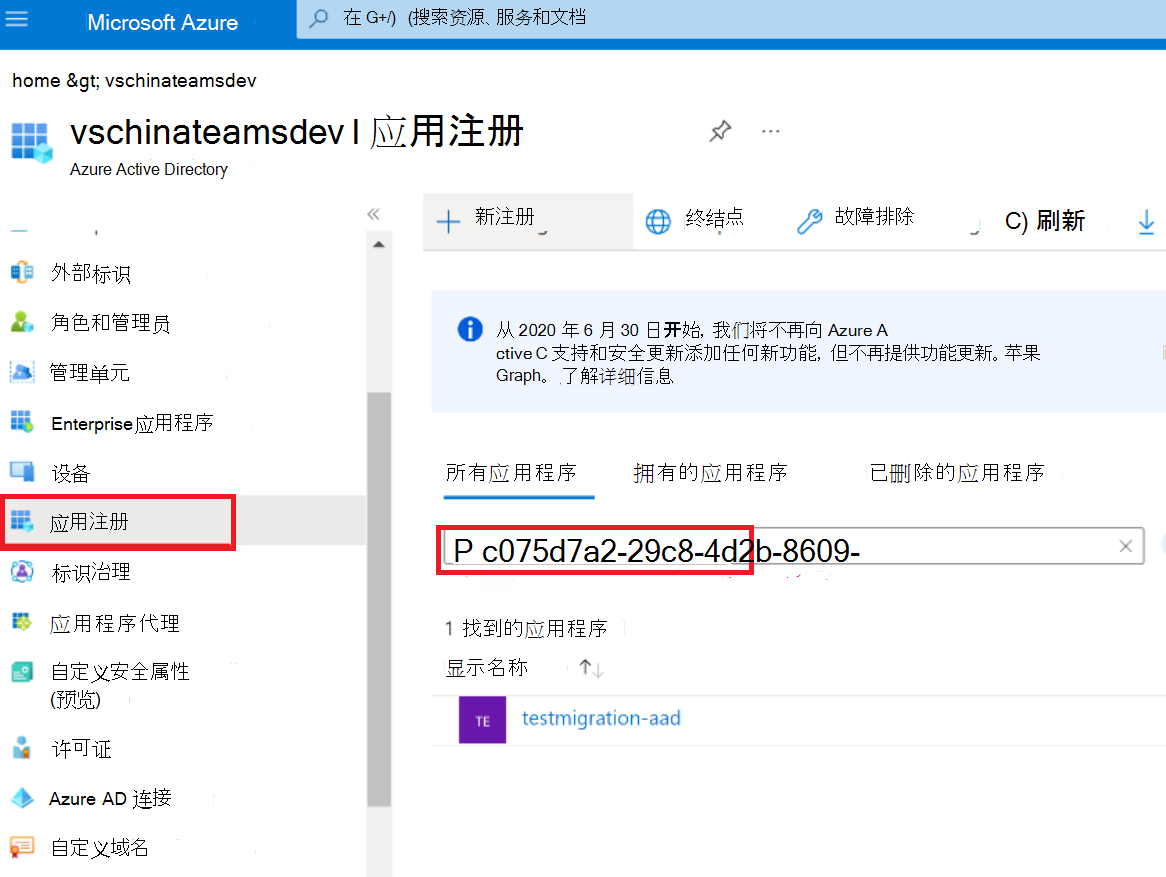 Microsoft Azure
在 G+/) (搜索资源、服务和文档
home &gt; vschinateamsdev
vschinateamsdev I 应用注册
Azure Active Directory
«
新注册
终结点
故障排除
C) 刷新
外部标识
角色和管理员
管理单元
Enterprise应用程序
设备
应用注册
标识治理
应用程序代理
自定义安全属性
(预览)
许可证
Azure AD 连接
自定义域名
从 2020 年 6 月 30 日开始, 我们将不再向 Azure A
ctive C 支持和安全更新添加任何新功能, 但不再提供功能更新。苹果
Graph。 了解详细信息
所有应用程序
拥有的应用程序
已删除的应用程序
P c075d7a2-29c8-4d2b-8609-
1 找到的应用程序
显示名称
TE
testmigration-aad